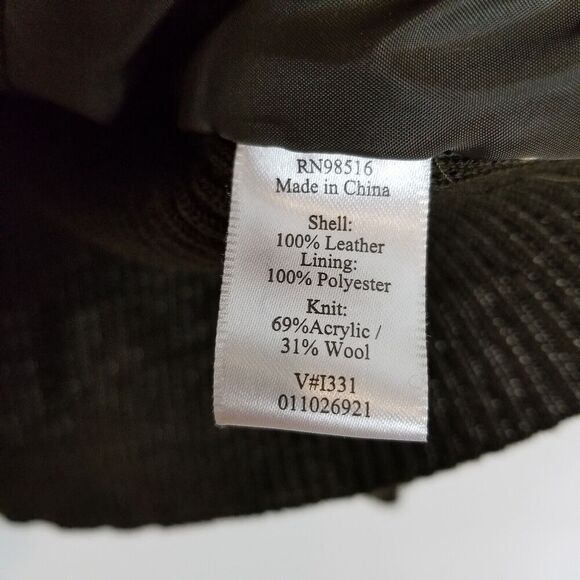 RN98516
Made in China
Shell:
100% Leather
Lining:
100% Polyester
Knit:
69%Acrylic /
31% Wool
V#I331
011026921